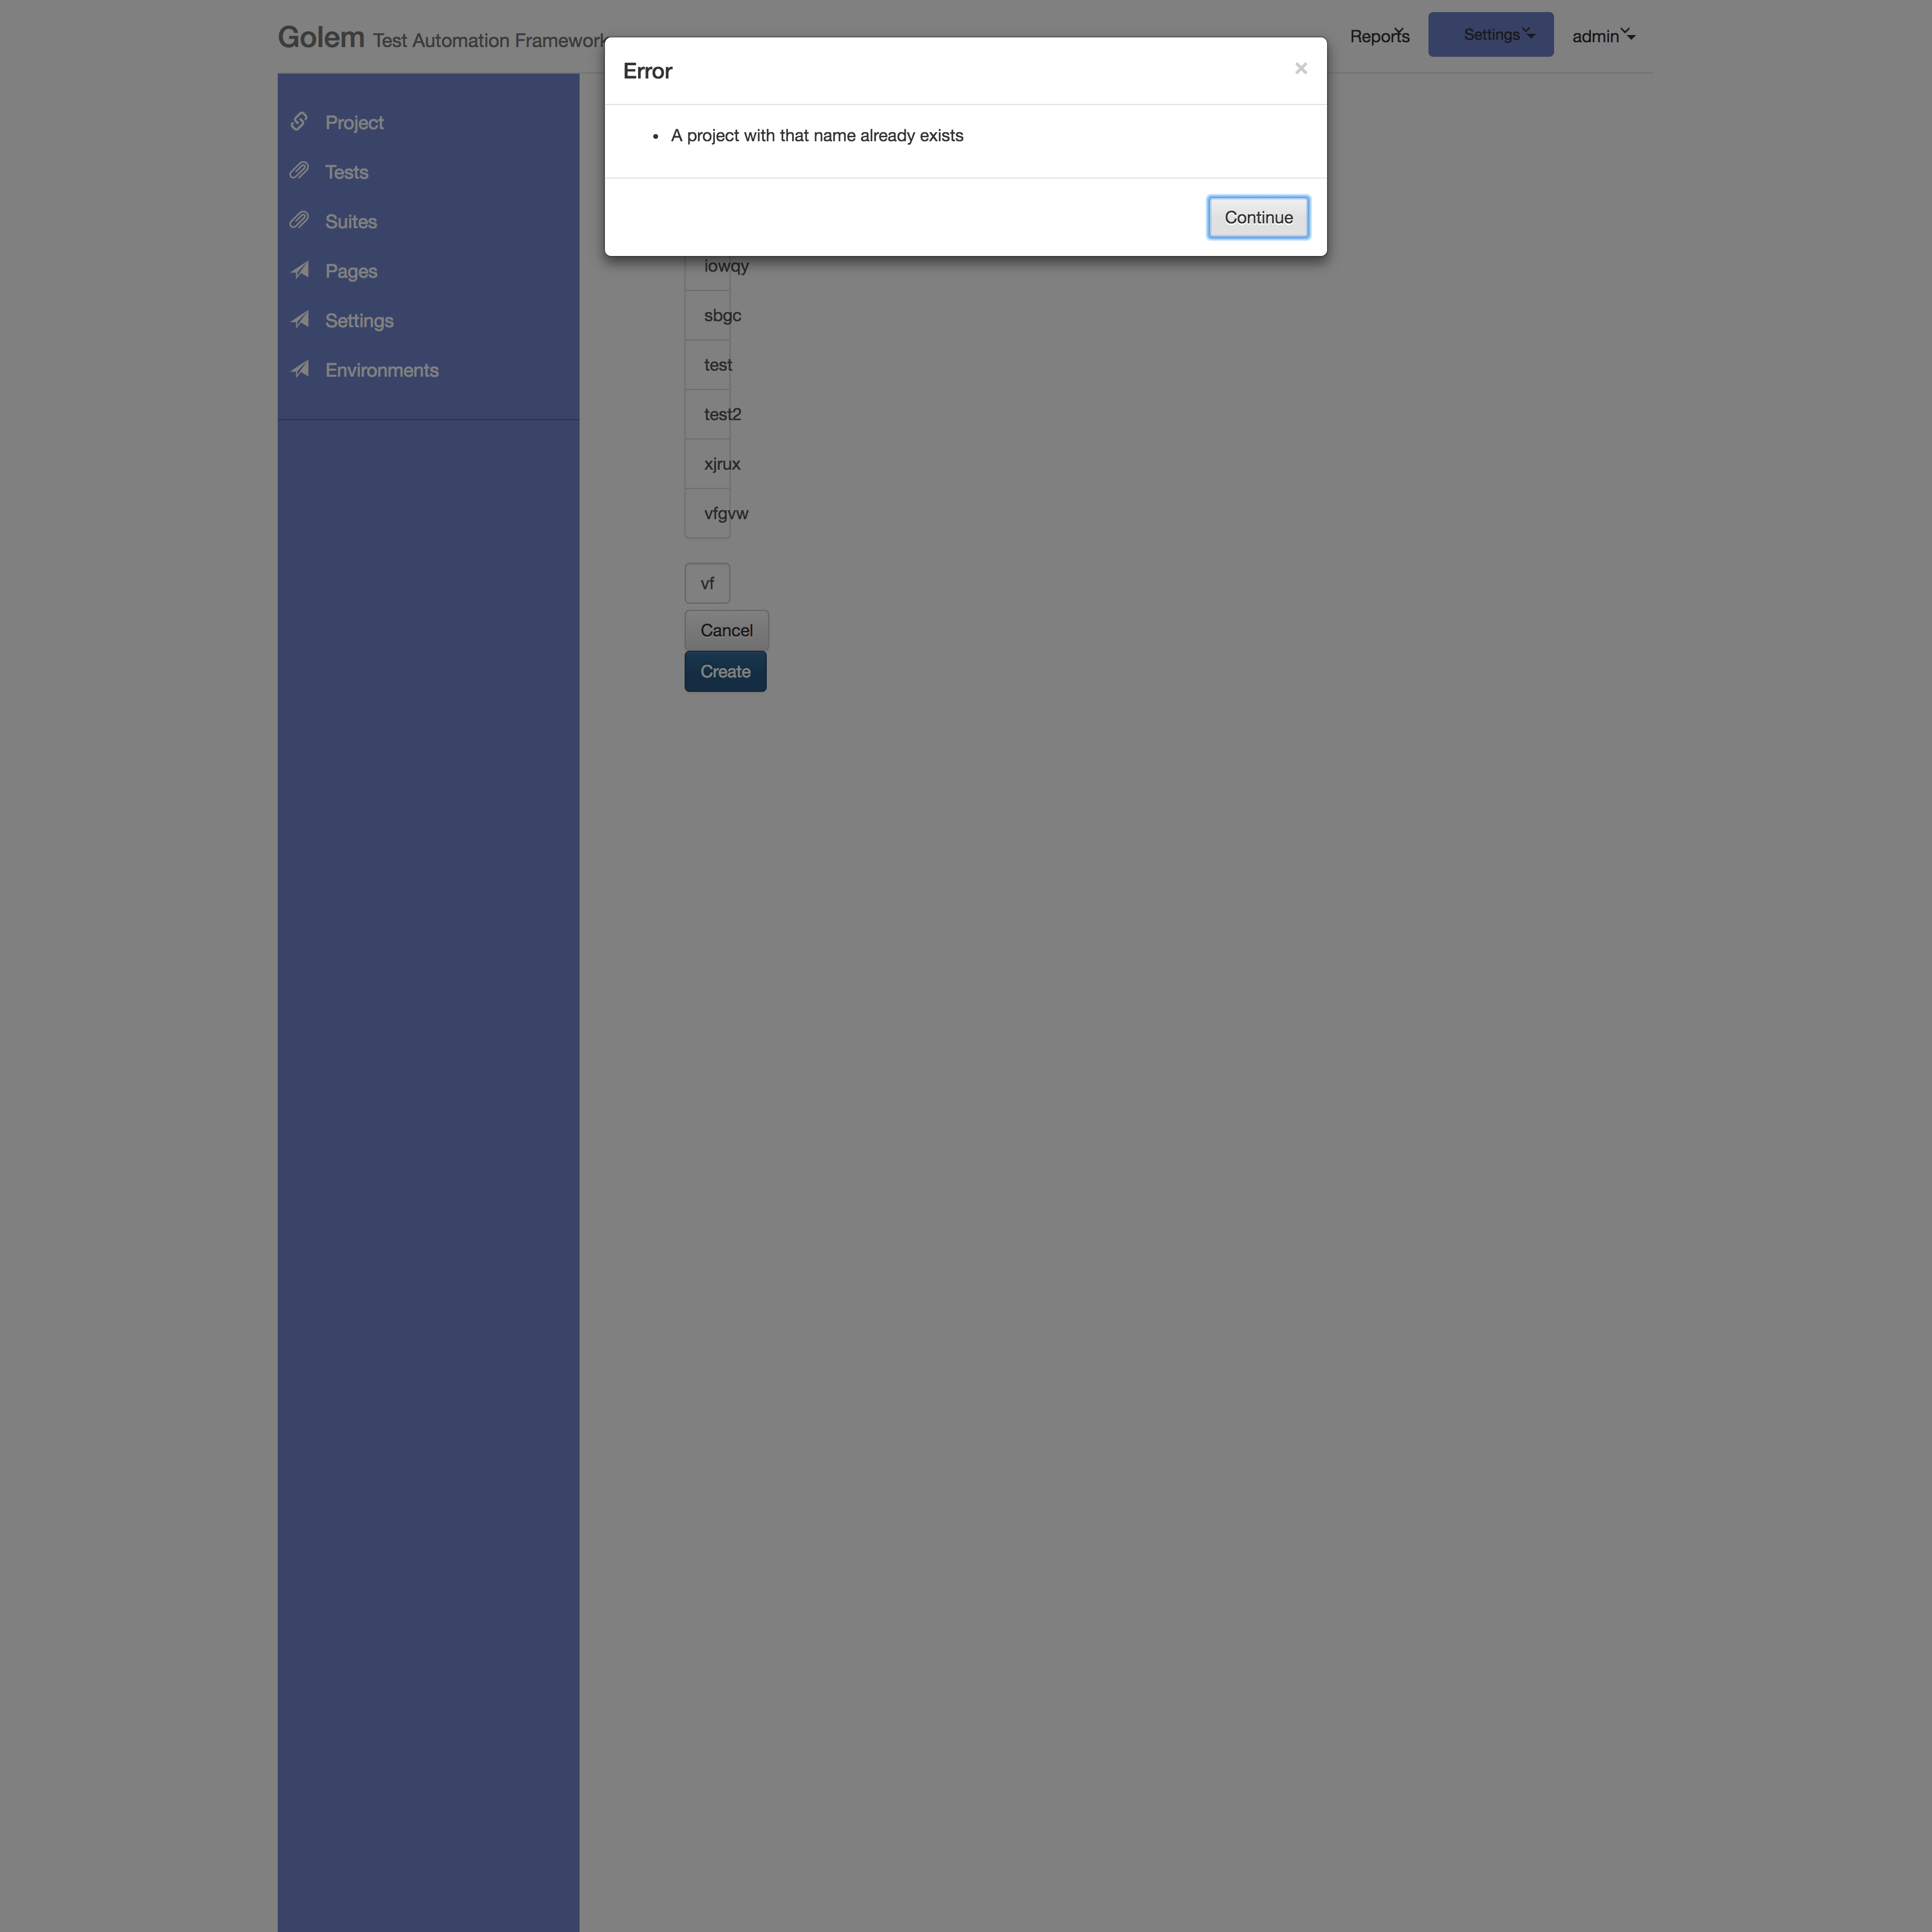 Golem Test Automation Framework
Reports
Settings
admin
Error
×
A project with that name already exists
Continue
Project
Tests
Suites
Pages
Settings
Environments
iowqy
sbgc
test
test2
xjrux
vfgvw
vf
Cancel
Create